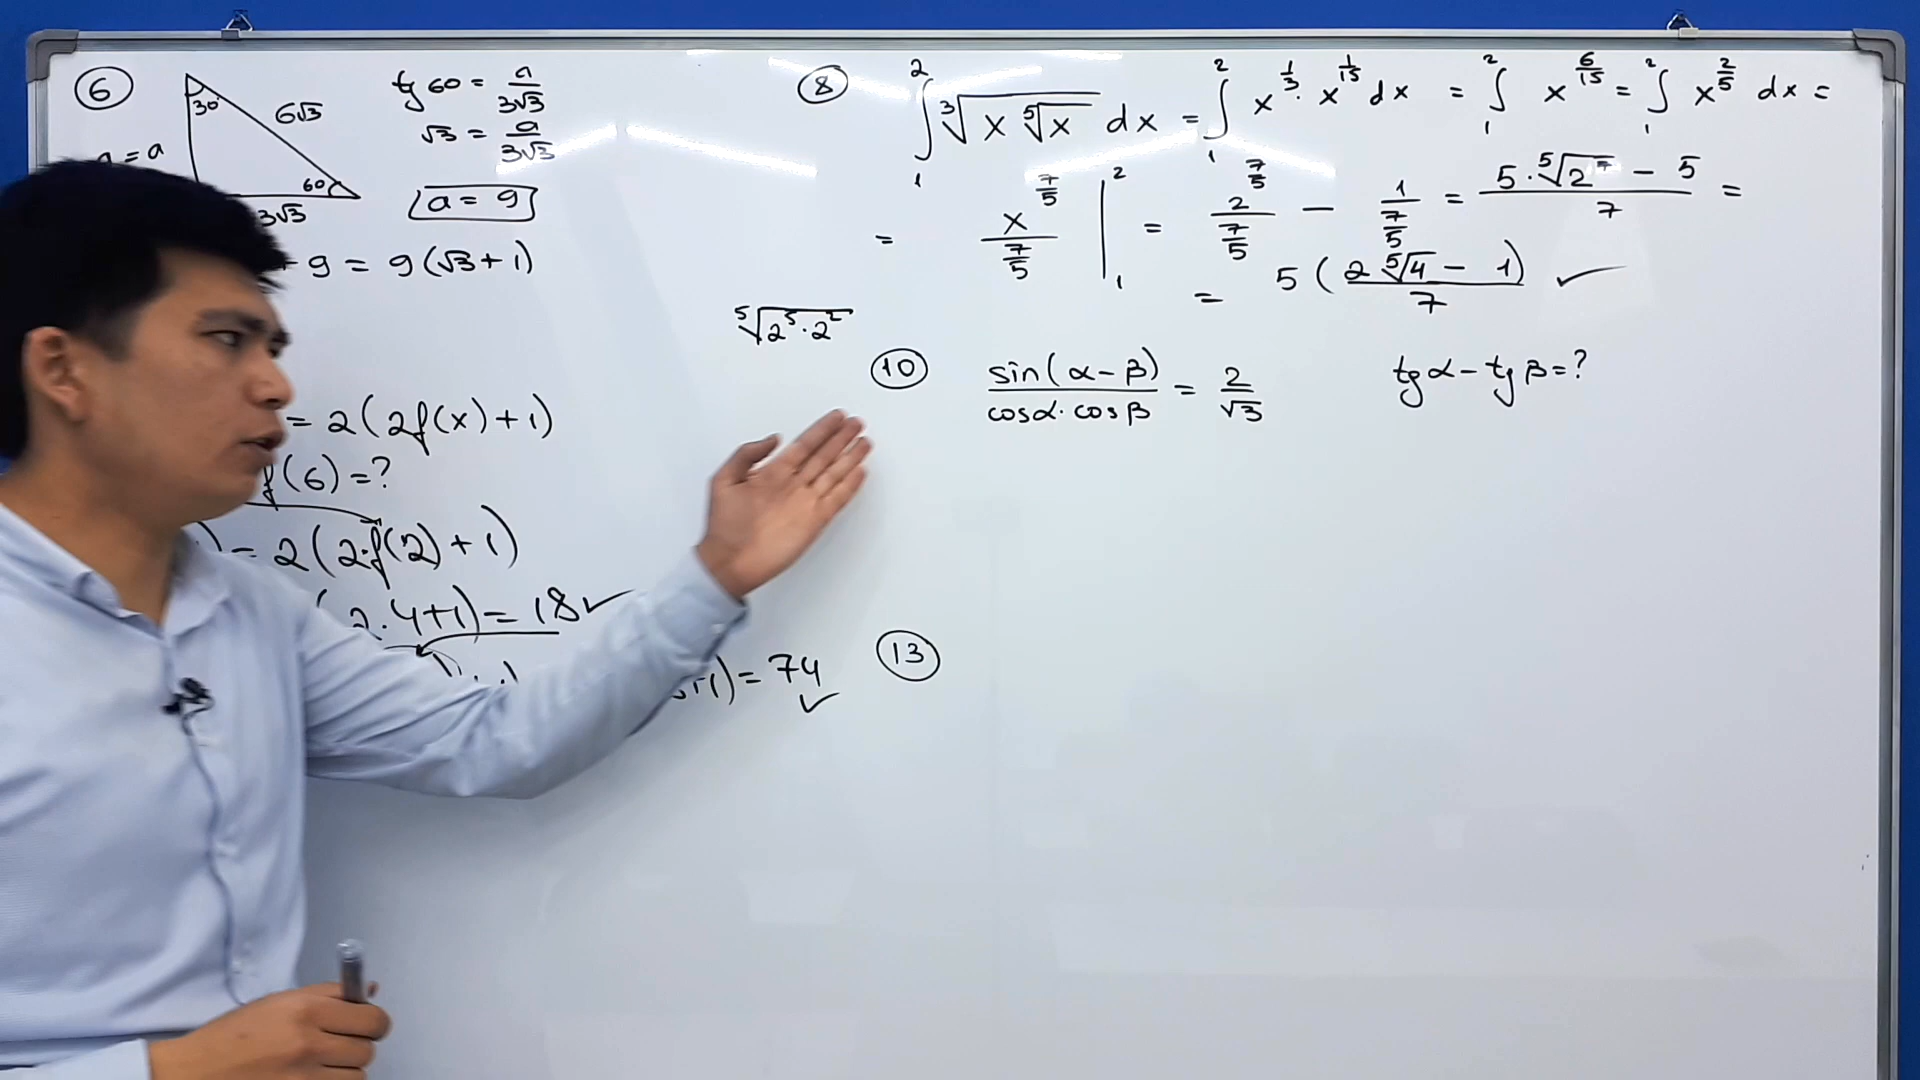 6
30°
6√3
60
3√3
tg 60 = a/3√3
√3 = a/3√3
a = 9
= a
9 = 9(√3 + 1)
= 2(2f(x) + 1)
f(6) = ?
= 2(2·f(2) + 1)
2·4+1) = 18 ✓
+1) = 74 ✓
8
∫₁² ∛(x ⁵√x) dx = ∫₁² x^(1/3) · x^(1/15) dx = ∫₁² x^(6/15) = ∫₁² x^(2/5) dx =
= x^(7/5)/(7/5) |₁² = 2^(7/5)/(7/5) − 1/(7/5) = (5·⁵√2⁷ − 5)/7 =
= 5(2⁵√4 − 1)/7 ✓
⁵√(2⁵·2²)
10
sin(α−β)/(cosα·cosβ) = 2/√3
tgα − tgβ = ?
13